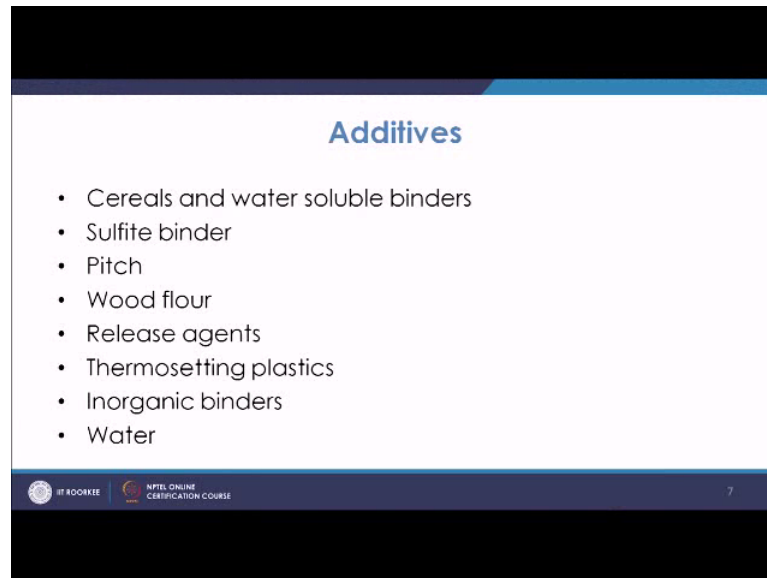 Additives
• Cereals and water soluble binders
• Sulfite binder
• Pitch
• Wood flour
• Release agents
• Thermosetting plastics
• Inorganic binders
• Water
IIT ROORKEE
NPTEL ONLINE
CERTIFICATION COURSE
7